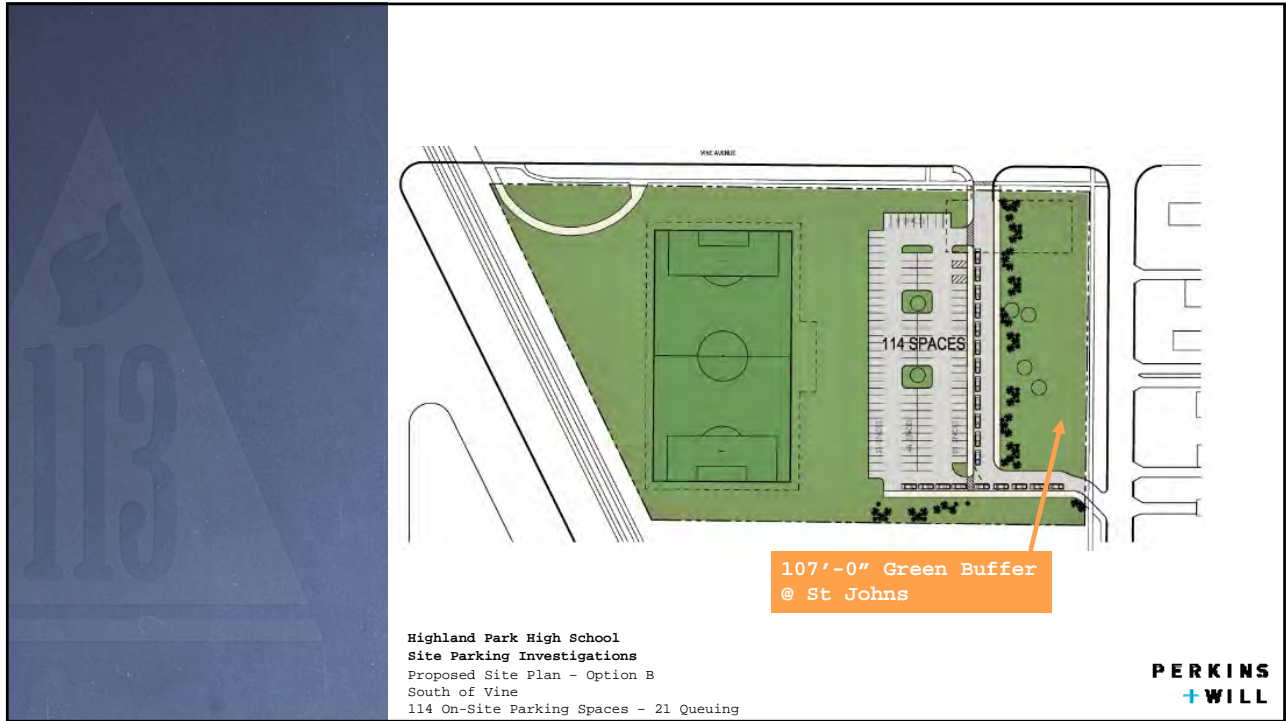 113
VINE AVENUE
114 SPACES
107’-0” Green Buffer
@ St Johns
Highland Park High School
Site Parking Investigations
Proposed Site Plan – Option B
South of Vine
114 On-Site Parking Spaces – 21 Queuing
PERKINS
+WILL